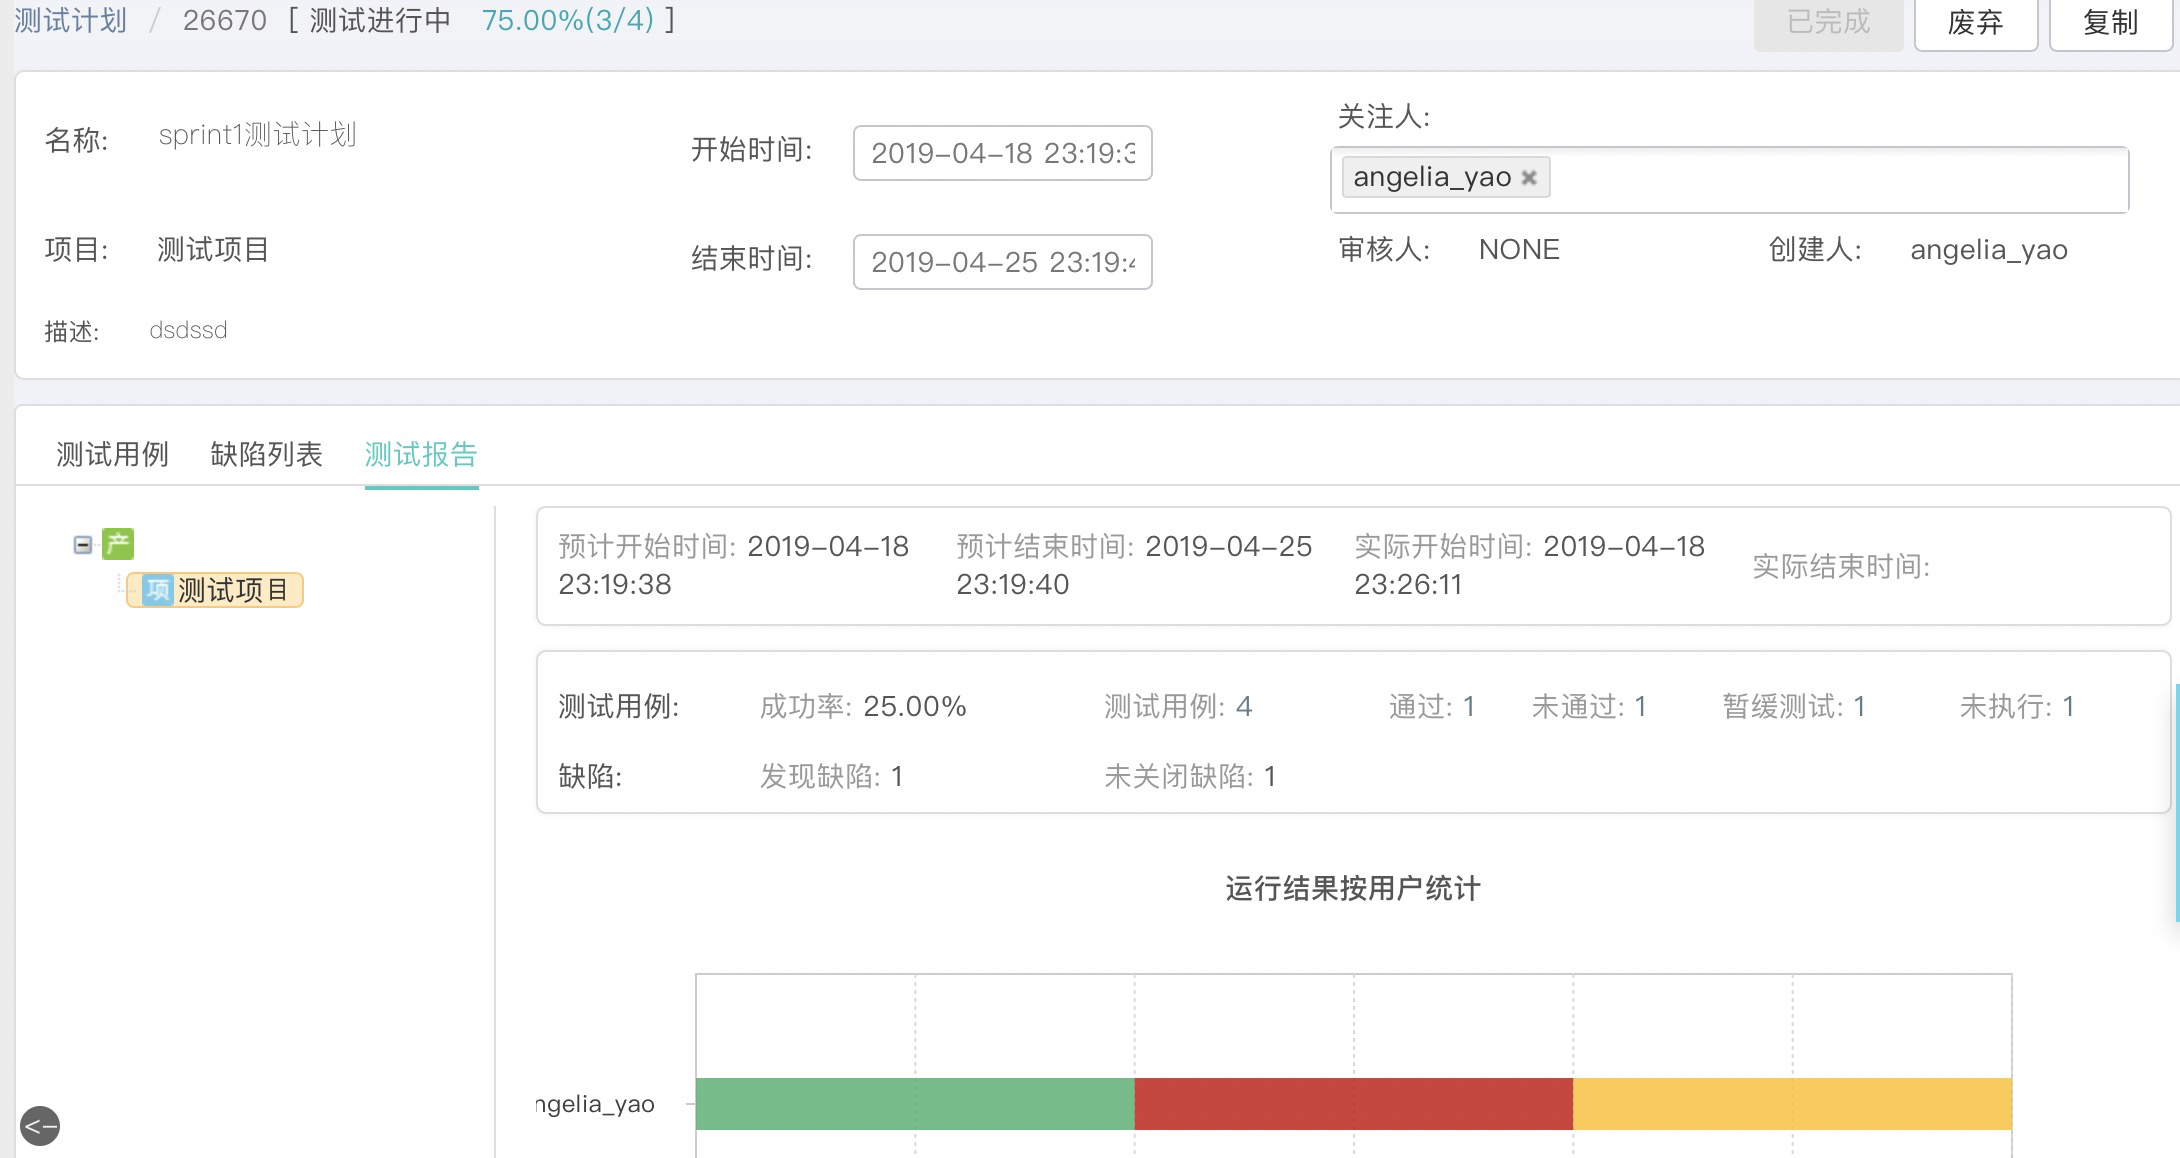 测试计划 / 26670 [ 测试进行中 75.00%(3/4) ]
已完成 废弃 复制
名称: sprint1测试计划
开始时间: 2019-04-18 23:19:3
关注人:
angelia_yao ×
项目: 测试项目
结束时间: 2019-04-25 23:19:4
审核人: NONE 创建人: angelia_yao
描述: dsdssd
测试用例 缺陷列表 测试报告
产
项 测试项目
预计开始时间: 2019-04-18 23:19:38
预计结束时间: 2019-04-25 23:19:40
实际开始时间: 2019-04-18 23:26:11
实际结束时间:
测试用例: 成功率: 25.00% 测试用例: 4 通过: 1 未通过: 1 暂缓测试: 1 未执行: 1
缺陷: 发现缺陷: 1 未关闭缺陷: 1
运行结果按用户统计
ngelia_yao